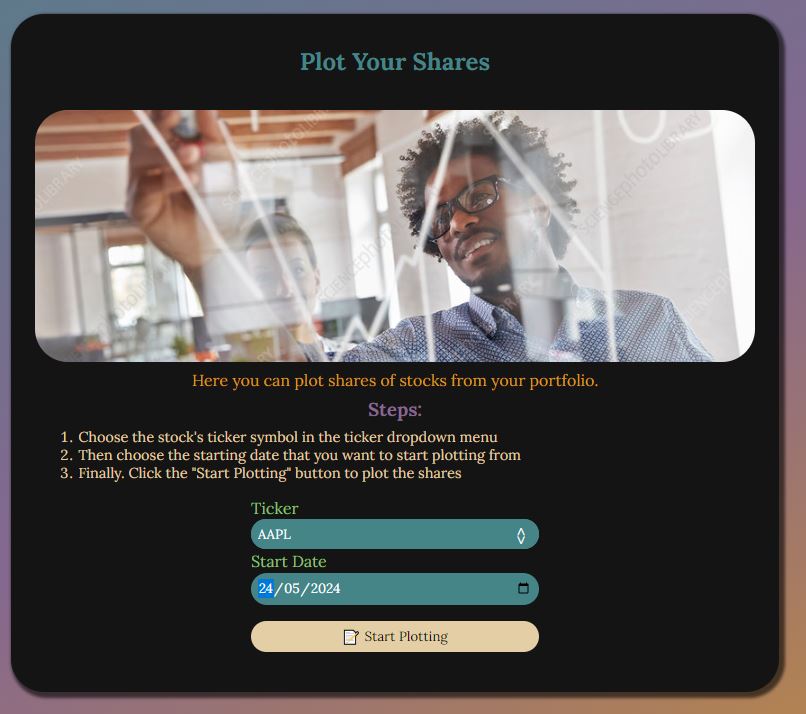 Plot Your Shares
SCIENCEphotoLIBRARY
Here you can plot shares of stocks from your portfolio.
Steps:
1. Choose the stock's ticker symbol in the ticker dropdown menu
2. Then choose the starting date that you want to start plotting from
3. Finally. Click the "Start Plotting" button to plot the shares
Ticker
AAPL
Start Date
24/05/2024
📝 Start Plotting